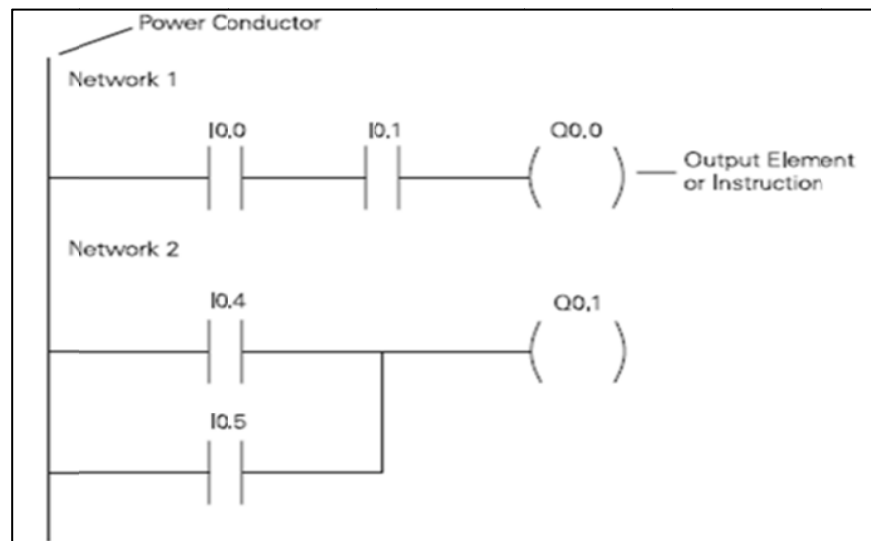 Power Conductor
Network 1
I0.0
I0.1
Q0.0
Output Element
or Instruction
Network 2
I0.4
Q0.1
I0.5